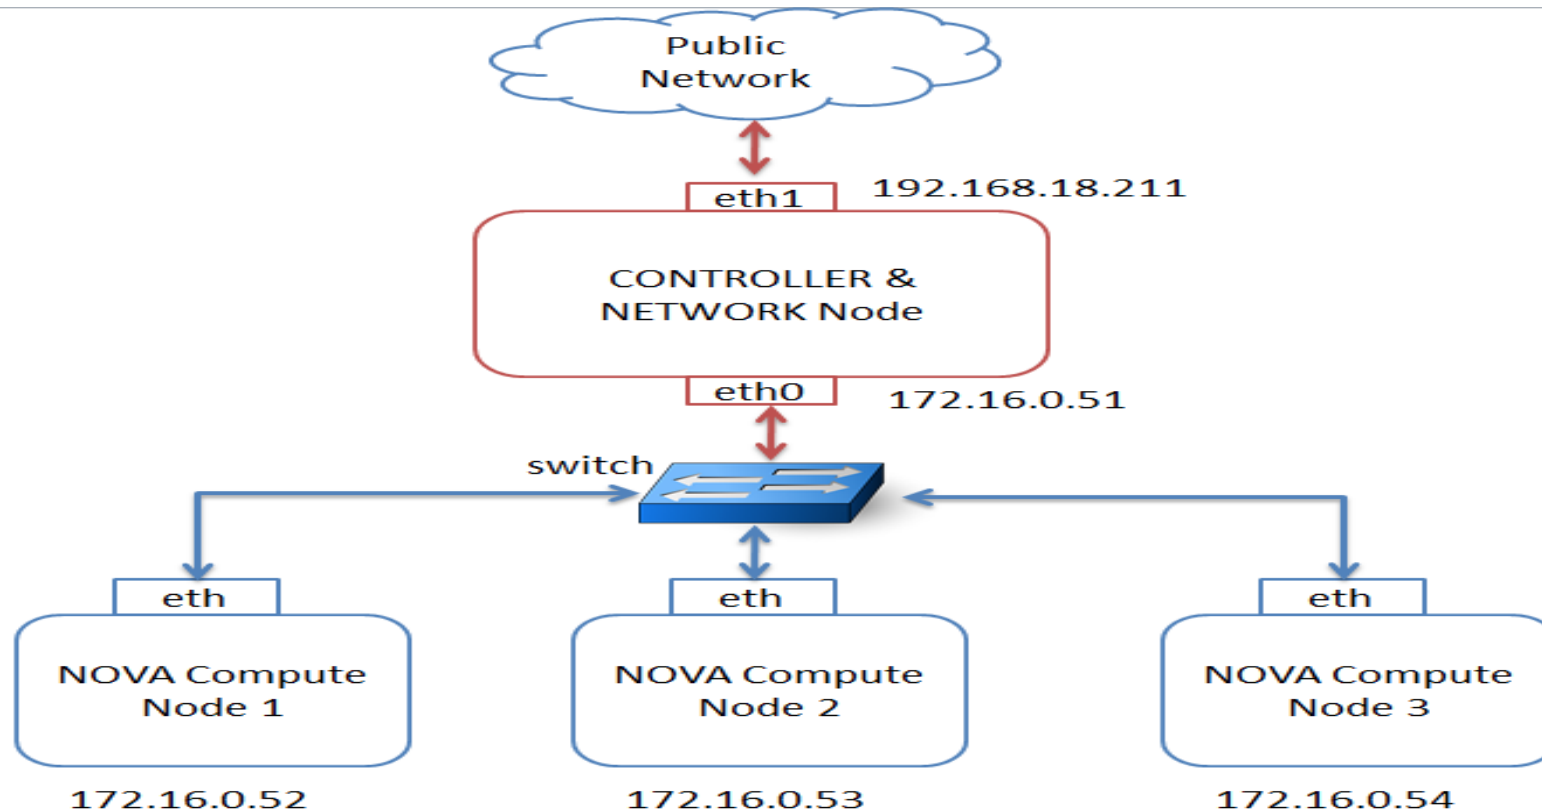 Public
Network
eth1
192.168.18.211
CONTROLLER &
NETWORK Node
eth0
172.16.0.51
switch
eth
eth
eth
NOVA Compute
Node 1
NOVA Compute
Node 2
NOVA Compute
Node 3
172.16.0.52
172.16.0.53
172.16.0.54